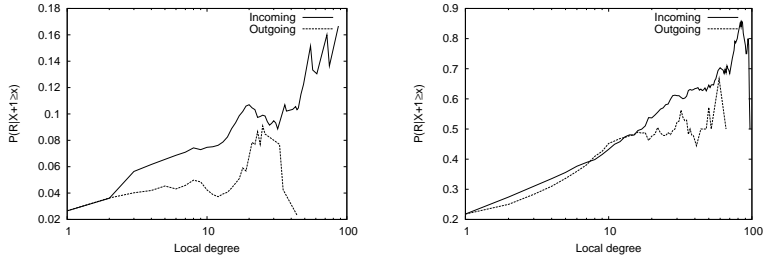 0.18
0.16
0.14
0.12
0.1
0.08
0.06
0.04
0.02
P(R|X+1≥x)
1
10
100
Local degree
Incoming
Outgoing
0.9
0.8
0.7
0.6
0.5
0.4
0.3
0.2
P(R|X+1≥x)
1
10
100
Local degree
Incoming
Outgoing